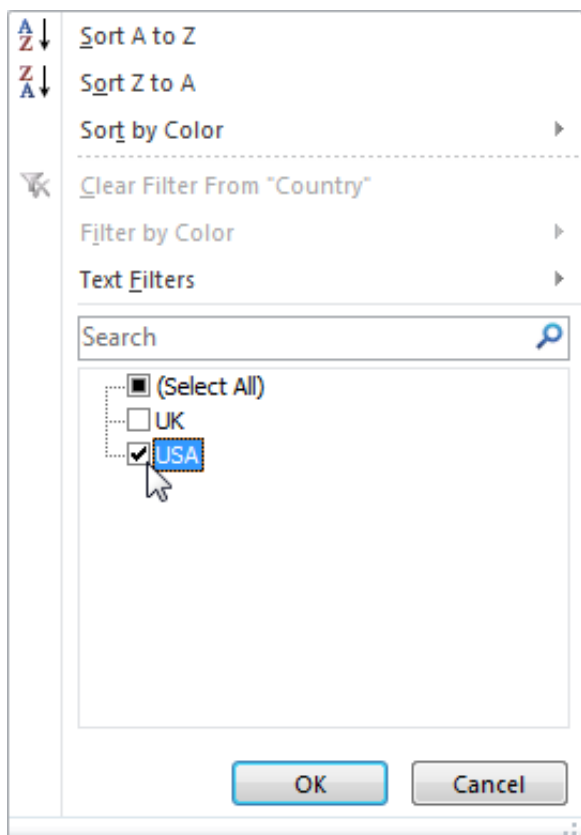 Sort A to Z
Sort Z to A
Sort by Color
Clear Filter From "Country"
Filter by Color
Text Filters
Search
(Select All)
UK
USA
OK Cancel